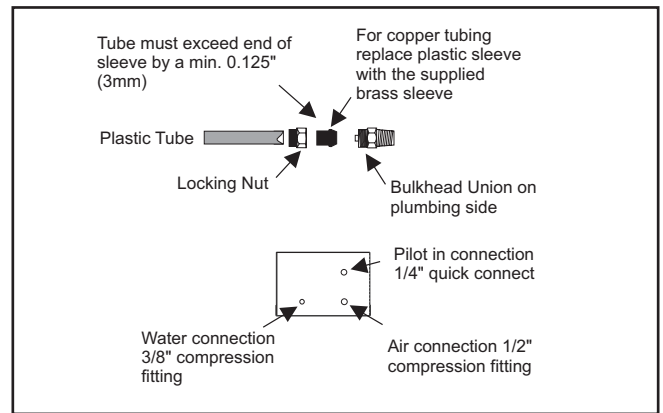 Tube must exceed end of
sleeve by a min. 0.125"
(3mm)
For copper tubing
replace plastic sleeve
with the supplied
brass sleeve
Plastic Tube
Locking Nut
Bulkhead Union on
plumbing side
Pilot in connection
1/4" quick connect
Water connection
3/8" compression
fitting
Air connection 1/2"
compression fitting